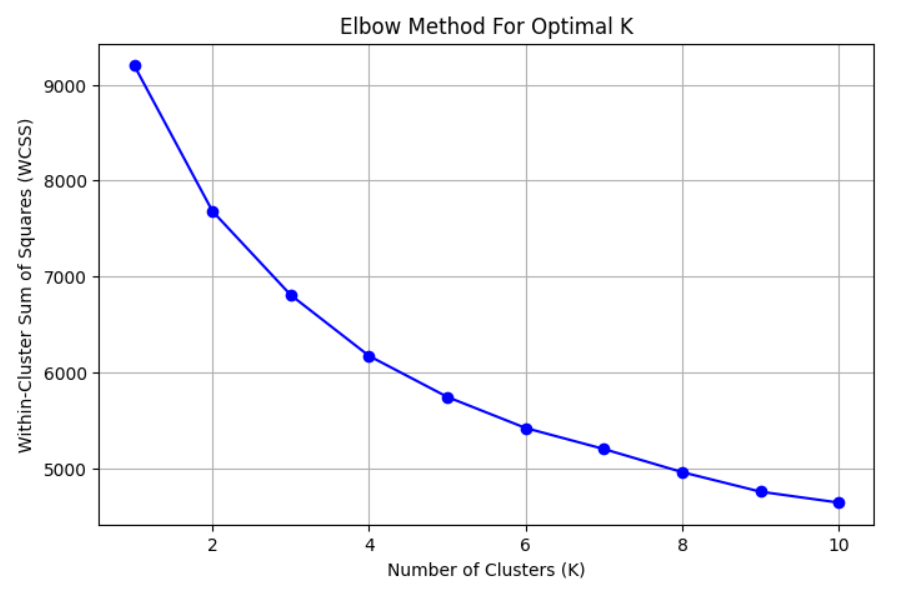 Elbow Method For Optimal K
Within-Cluster Sum of Squares (WCSS)
9000
8000
7000
6000
5000
2 4 6 8 10
Number of Clusters (K)